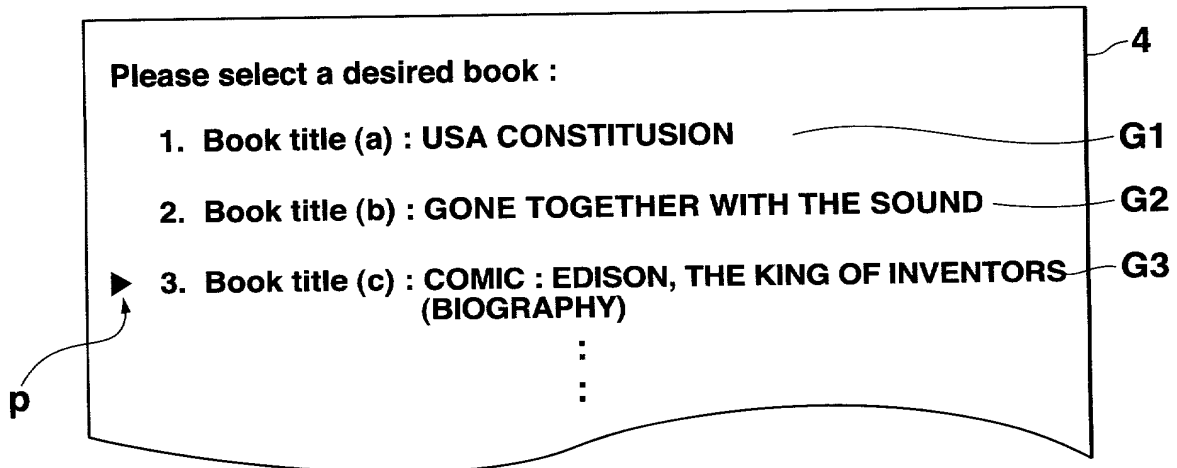 4
Please select a desired book :
1. Book title (a) : USA CONSTITUSION
G1
2. Book title (b) : GONE TOGETHER WITH THE SOUND
G2
▶ 3. Book title (c) : COMIC : EDISON, THE KING OF INVENTORS
G3
(BIOGRAPHY)
:
:
p